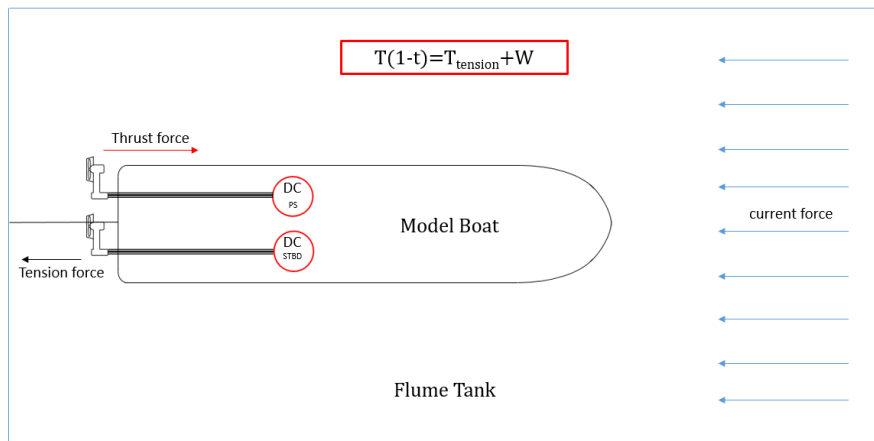 T(1-t)=Ttension+W
Thrust force
DC
PS
Model Boat
current force
DC
STBD
Tension force
Flume Tank